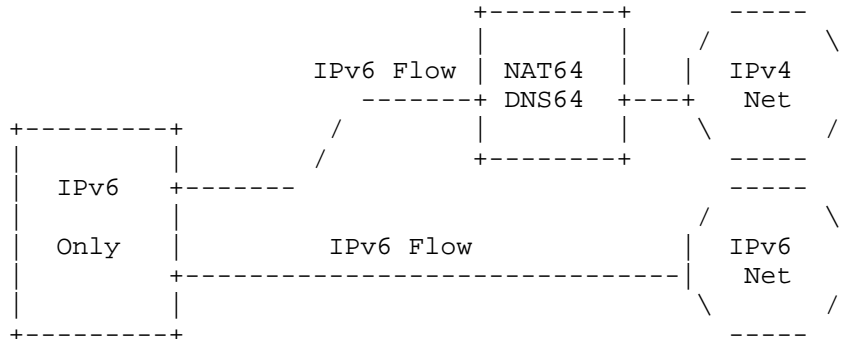 IPv6 Flow NAT64 IPv4
DNS64 Net
IPv6 IPv6
Only IPv6 Flow Net